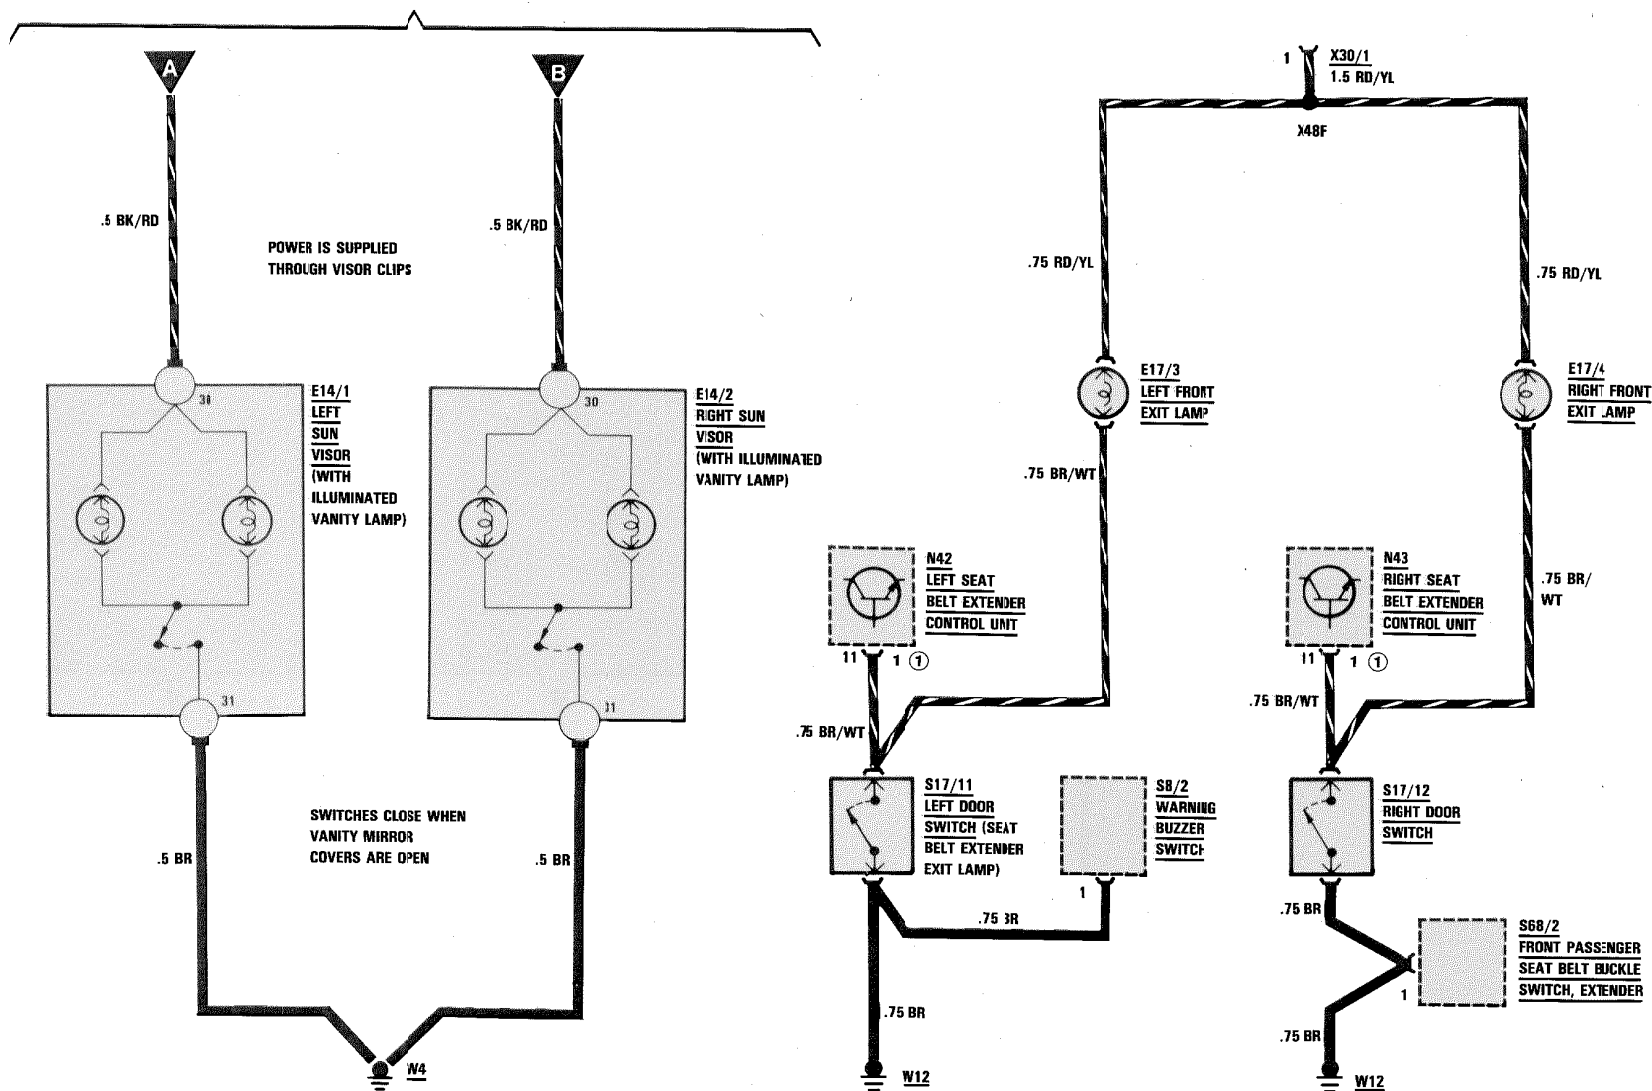 A
B
1
X30/1
1.5 RD/YL
X48F
.5 BK/RD
.5 BK/RD
POWER IS SUPPLIED
THROUGH VISOR CLIPS
.75 RD/YL
.75 RD/YL
30
E14/1
LEFT
SUN
VISOR
(WITH
ILLUMINATED
VANITY LAMP)
30
E14/2
RIGHT SUN
VISOR
(WITH ILLUMINATED
VANITY LAMP)
E17/3
LEFT FRONT
EXIT LAMP
E17/4
RIGHT FRONT
EXIT LAMP
.75 BR/WT
N42
LEFT SEAT
BELT EXTENDER
CONTROL UNIT
N43
RIGHT SEAT
BELT EXTENDER
CONTROL UNIT
.75 BR/
WT
11 1 ①
11 1 ①
31
31
.75 BR/WT
.75 BR/WT
SWITCHES CLOSE WHEN
VANITY MIRROR
COVERS ARE OPEN
.5 BR
.5 BR
S17/11
LEFT DOOR
SWITCH (SEAT
BELT EXTENDER
EXIT LAMP)
S8/2
WARNING
BUZZER
SWITCH
S17/12
RIGHT DOOR
SWITCH
1
.75 BR
.75 BR
S68/2
FRONT PASSENGER
SEAT BELT BUCKLE
SWITCH, EXTENDER
1
.75 BR
.75 BR
W4
W12
W12